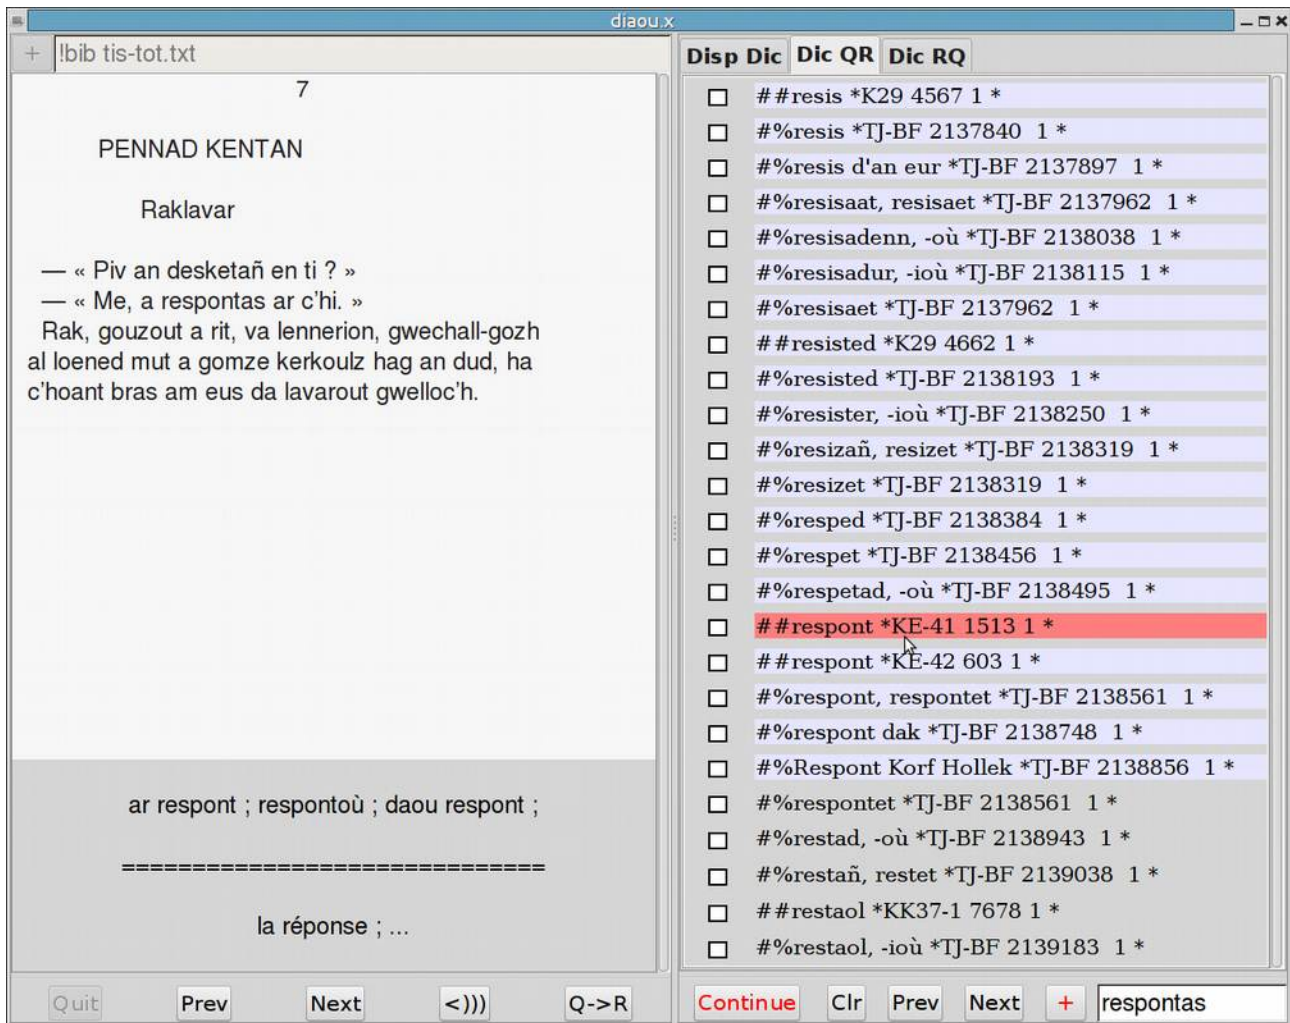 diaou.x
+ !bib tis-tot.txt
7
PENNAD KENTAN
Raklavar
— « Piv an desketañ en ti ? »
— « Me, a respontas ar c'hi. »
Rak, gouzout a rit, va lennerion, gwechall-gozh
al loened mut a gomze kerkoulz hag an dud, ha
c'hoant bras am eus da lavarout gwelloc'h.
ar respont ; respontoù ; daou respont ;
==============================
la réponse ; ...
Quit Prev Next <))) Q->R
Disp Dic Dic QR Dic RQ
##resis *K29 4567 1 *
#%resis *TJ-BF 2137840 1 *
#%resis d'an eur *TJ-BF 2137897 1 *
#%resisaat, resisaet *TJ-BF 2137962 1 *
#%resisadenn, -où *TJ-BF 2138038 1 *
#%resisadur, -ioù *TJ-BF 2138115 1 *
#%resisaet *TJ-BF 2137962 1 *
##resisted *K29 4662 1 *
#%resisted *TJ-BF 2138193 1 *
#%resister, -ioù *TJ-BF 2138250 1 *
#%resizañ, resizet *TJ-BF 2138319 1 *
#%resizet *TJ-BF 2138319 1 *
#%resped *TJ-BF 2138384 1 *
#%respet *TJ-BF 2138456 1 *
#%respetad, -où *TJ-BF 2138495 1 *
##respont *KE-41 1513 1 *
##respont *KE-42 603 1 *
#%respont, respontet *TJ-BF 2138561 1 *
#%respont dak *TJ-BF 2138748 1 *
#%Respont Korf Hollek *TJ-BF 2138856 1 *
#%respontet *TJ-BF 2138561 1 *
#%restad, -où *TJ-BF 2138943 1 *
#%restañ, restet *TJ-BF 2139038 1 *
##restaol *KK37-1 7678 1 *
#%restaol, -ioù *TJ-BF 2139183 1 *
Continue Clr Prev Next + respontas